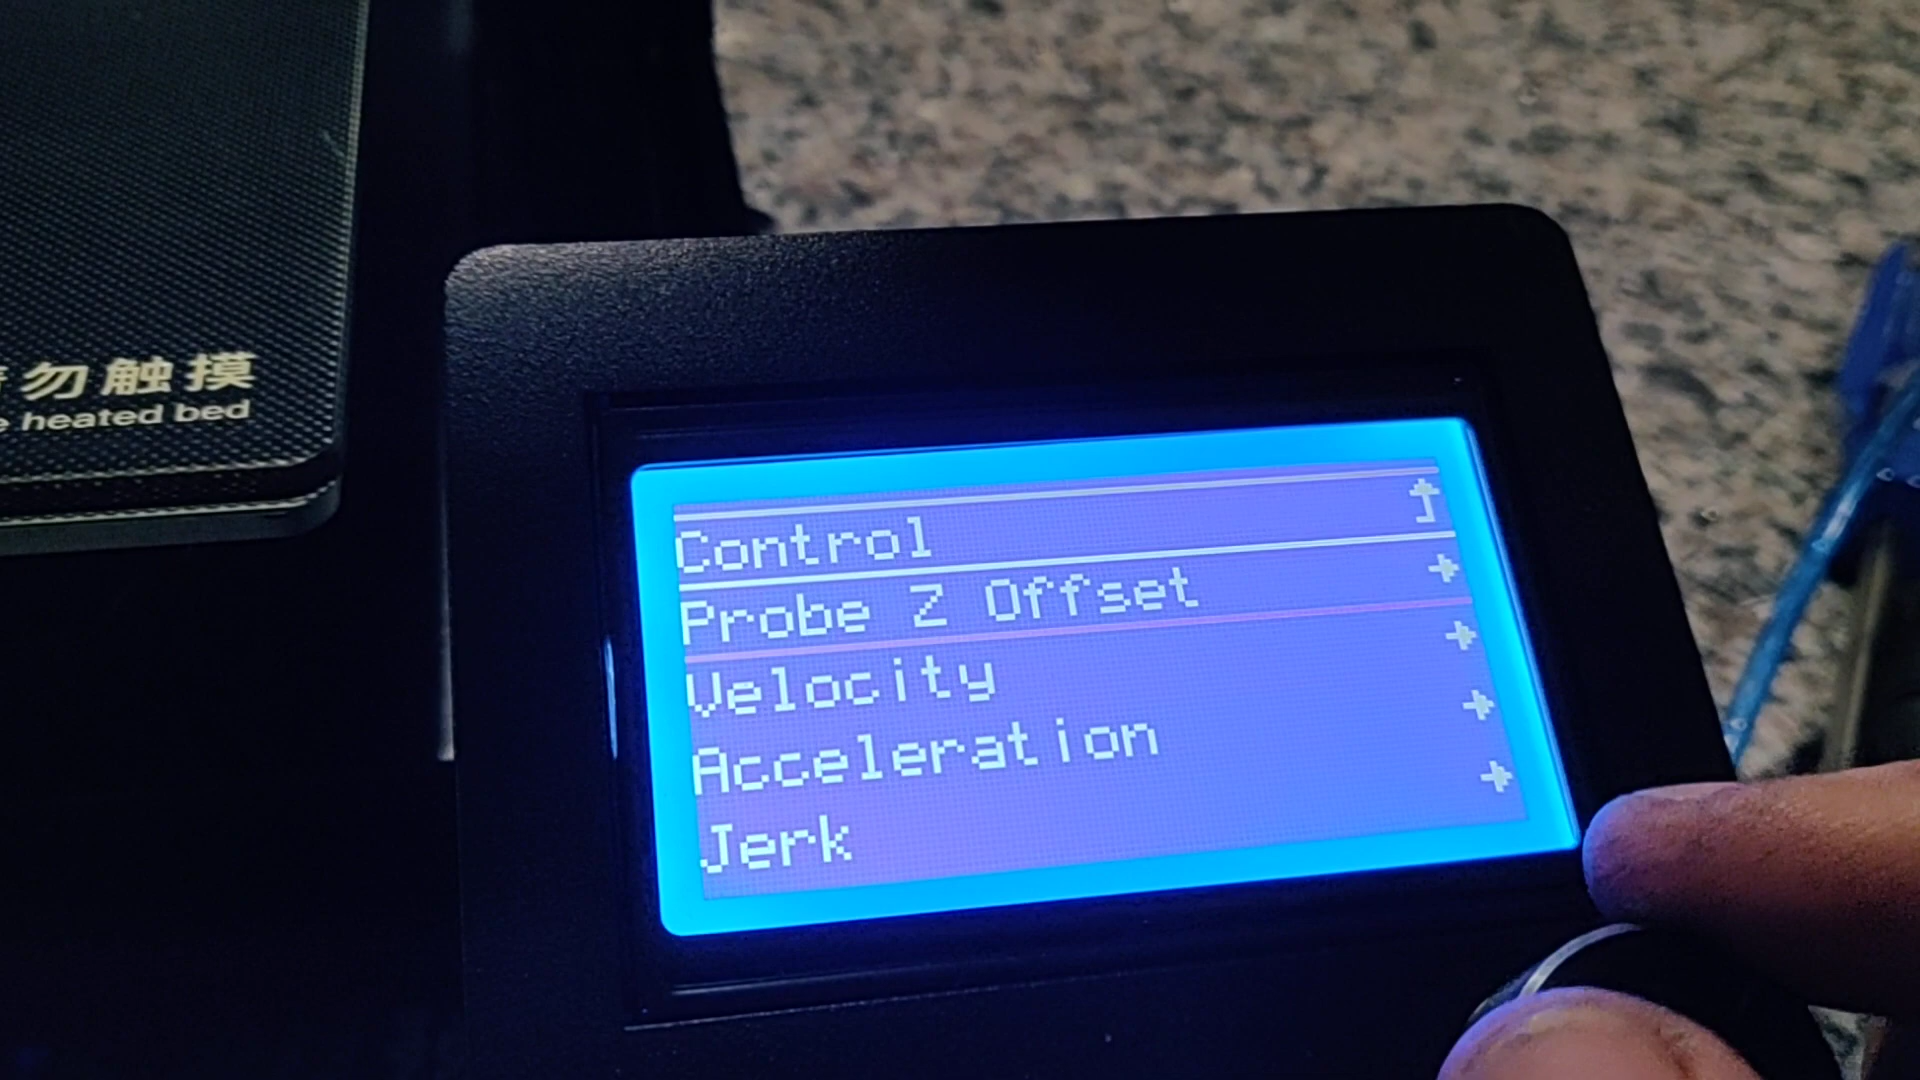 勿触摸
heated bed
Control
Probe Z Offset
Velocity
Acceleration
Jerk